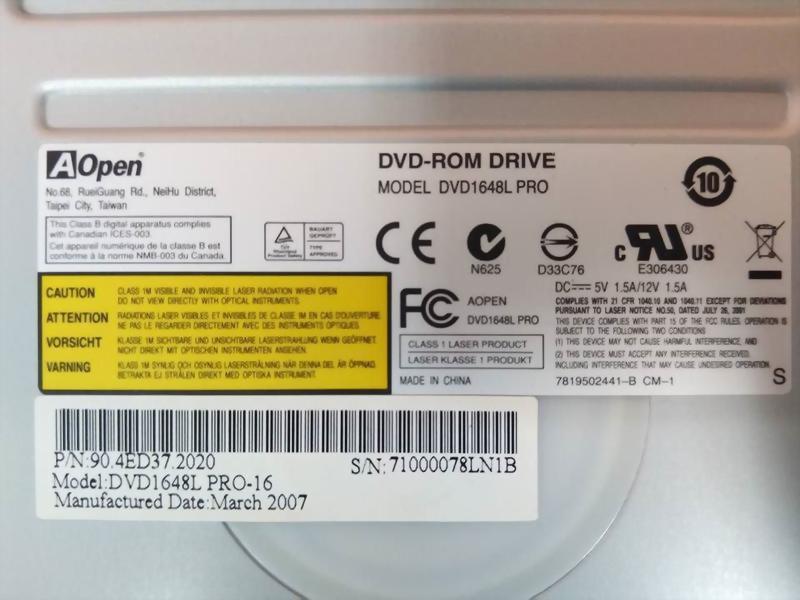 AOpen®
No.68, RueiGuang Rd., NeiHu District,
Taipei City, Taiwan
This Class B digital apparatus complies
with Canadian ICES-003.
Cet appareil numérique de la classe B est
conforme à la norme NMB-003 du Canada.
DVD-ROM DRIVE
MODEL DVD1648L PRO
10
BAUART
GEPRÜFT
TYPE
APPROVED
TÜV
Rheinland
Product Safety
CE
N625
D33C76
c RU® US
E306430
CAUTION
CLASS 1M VISIBLE AND INVISIBLE LASER RADIATION WHEN OPEN
DO NOT VIEW DIRECTLY WITH OPTICAL INSTRUMENTS.
ATTENTION
RADIATIONS LASER VISIBLES ET INVISIBLES DE CLASSE 1M EN CAS D'OUVERTURE
NE PAS LE REGARDER DIRECTEMENT AVEC DES INSTRUMENTS OPTIQUES.
VORSICHT
KLASSE 1M SICHTBARE UND UNSICHTBARE LASERSTRAHLUNG WENN GEÖFFNET
NICHT DIREKT MIT OPTISCHEN INSTRUMENTEN ANSEHEN.
VARNING
KLASS 1M SYNLIG OCH OSYNLIG LASERSTRÅLNING NÄR DENNA DEL ÄR ÖPPNAD
BETRAKTA EJ STRÅLEN DIREKT MED OPTISKA INSTRUMENT.
FC
AOPEN
DVD1648L PRO
CLASS 1 LASER PRODUCT
LASER KLASSE 1 PRODUKT
MADE IN CHINA
DC 5V 1.5A/12V 1.5A
COMPLIES WITH 21 CFR 1040.10 AND 1040.11 EXCEPT FOR DEVIATIONS
PURSUANT TO LASER NOTICE NO.50, DATED JULY 26, 2001
THIS DEVICE COMPLIES WITH PART 15 OF THE FCC RULES. OPERATION IS
SUBJECT TO THE FOLLOWING TWO CONDITIONS
(1) THIS DEVICE MAY NOT CAUSE HARMFUL INTERFERENCE, AND
(2) THIS DEVICE MUST ACCEPT ANY INTERFERENCE RECEIVED,
INCLUDING INTERFERENCE THAT MAY CAUSE UNDESIRED OPERATION.
7819502441-B CM-1
S
P/N:90.4ED37.2020
S/N:71000078LN1B
Model:DVD1648L PRO-16
Manufactured Date:March 2007